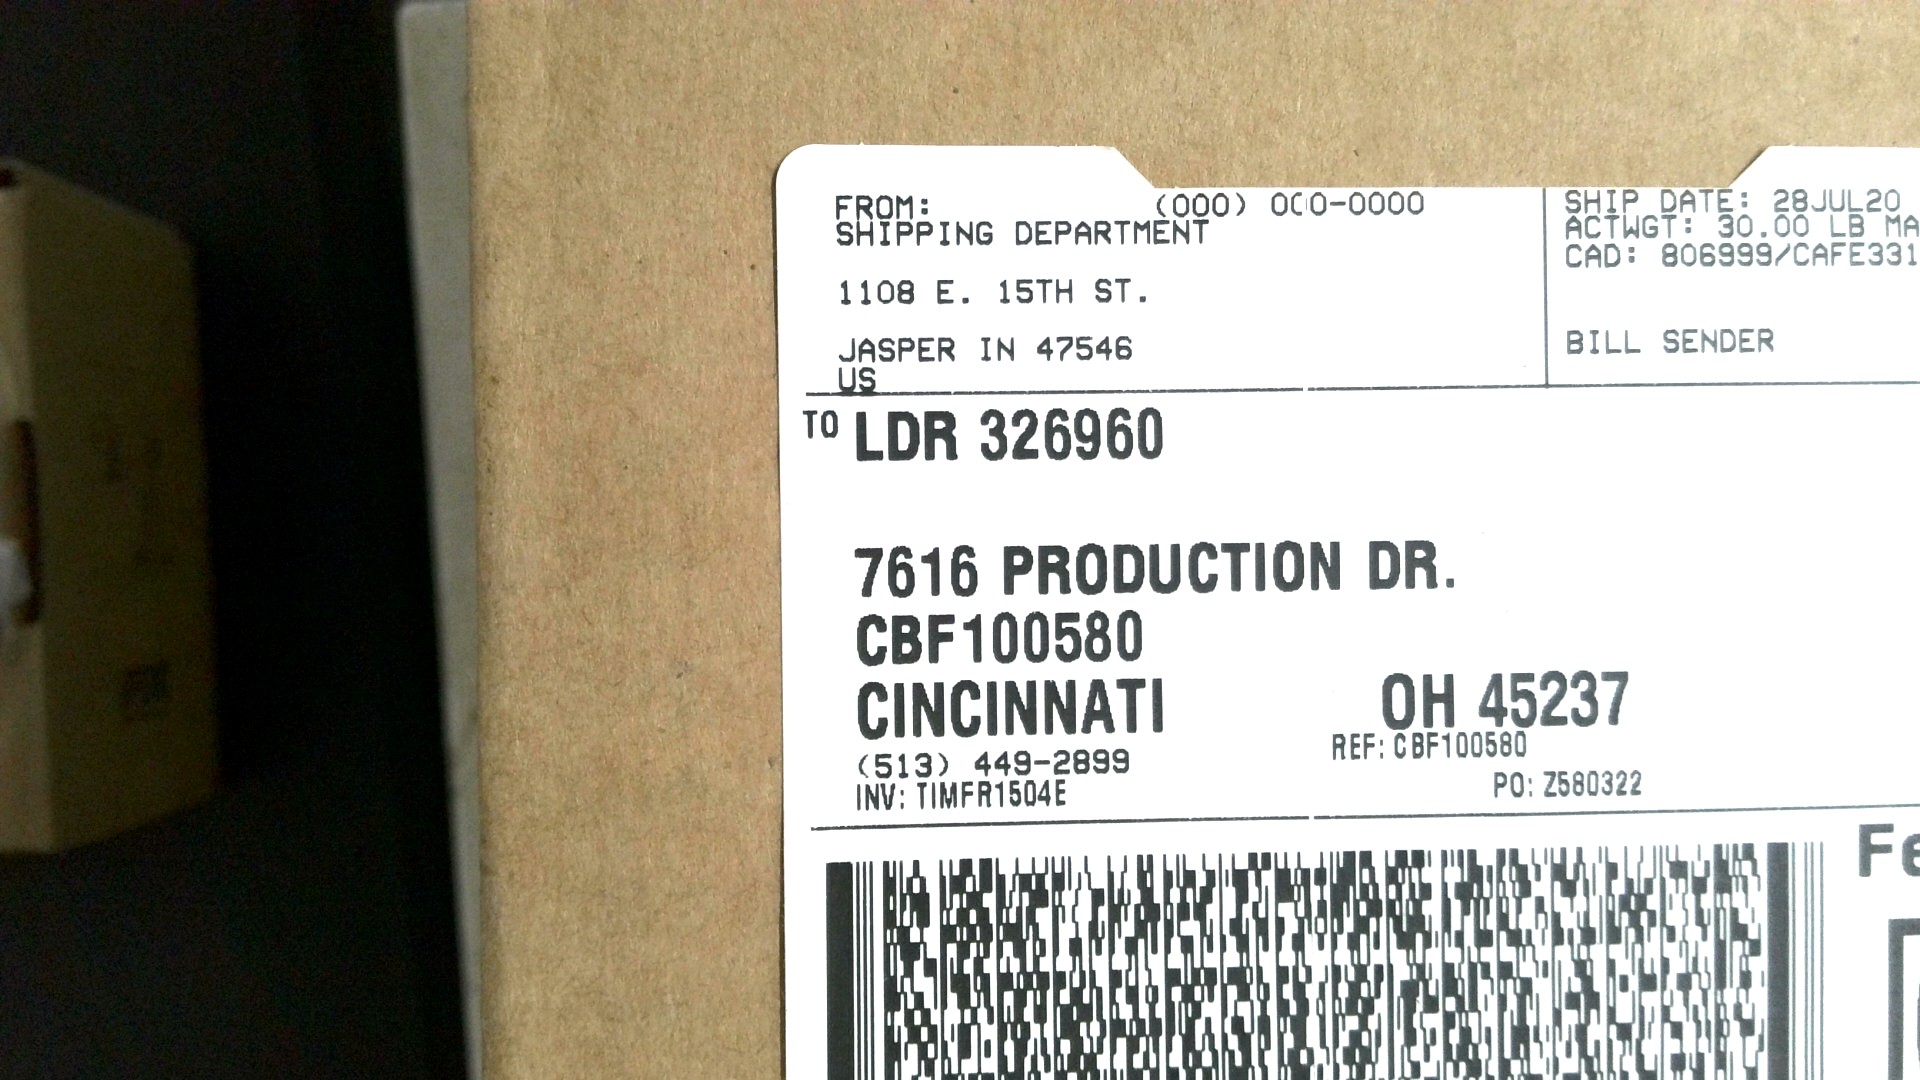 FROM: (000) 000-0000
SHIPPING DEPARTMENT
1108 E. 15TH ST.
JASPER IN 47546
US
SHIP DATE: 28JUL20
ACTWGT: 30.00 LB MA
CAD: 806999/CAFE331
BILL SENDER
TO LDR 326960
7616 PRODUCTION DR.
CBF100580
CINCINNATI OH 45237
(513) 449-2899
REF: CBF100580
INV: TIMFR1504E
PO: Z580322
Fe